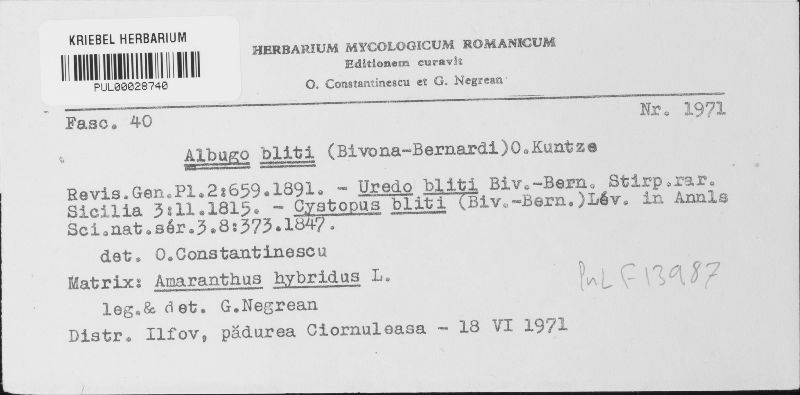 KRIEBEL HERBARIUM
PUL00028740
HERBARIUM MYCOLOGICUM ROMANICUM
Editionem curavit
O. Constantinescu et G. Negrean
Fasc. 40
Nr. 1971
Albugo bliti (Bivona-Bernardi)O.Kuntze
Revis.Gen.Pl.2:659.1891. - Uredo bliti Biv.-Bern. Stirp.rar.
Sicilia 3:11.1815. - Cystopus bliti (Biv.-Bern.)Lév. in Annls
Sci.nat.sér.3.8:373.1847.
det. O.Constantinescu
Matrix: Amaranthus hybridus L.
leg.& det. G.Negrean
Distr. Ilfov, pădurea Ciornuleasa - 18 VI 1971
PuL F13987